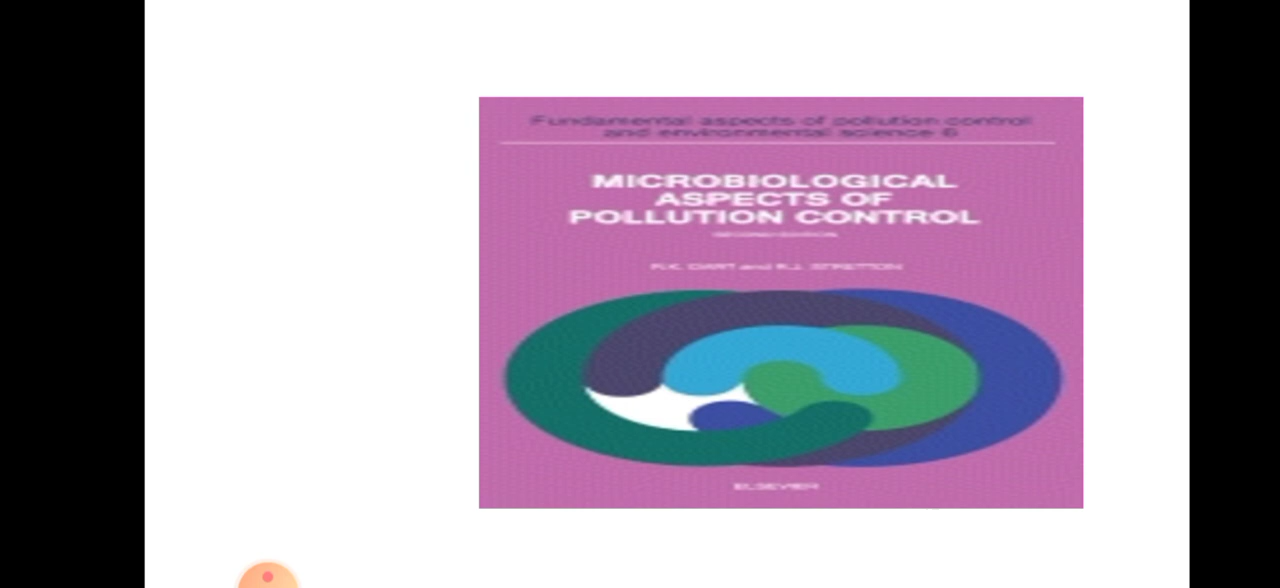 Fundamental aspects of pollution control
and environmental science 6
MICROBIOLOGICAL
ASPECTS OF
POLLUTION CONTROL
SECOND EDITION
R.K. DART and R.J. STRETTON
ELSEVIER